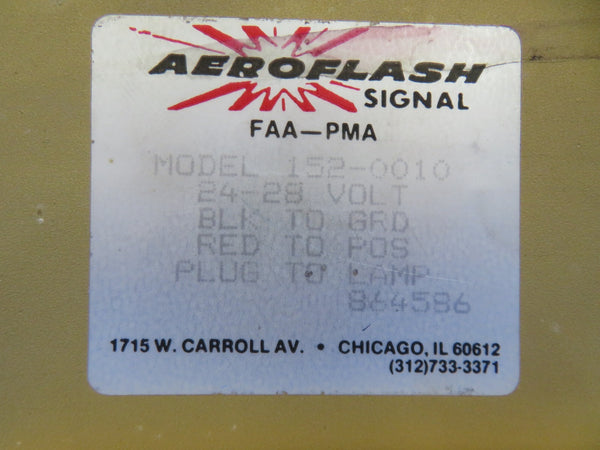 AEROFLASH
SIGNAL
FAA—PMA
MODEL 152-0010
24-28 VOLT
BLK TO GRD
RED TO POS
PLUG TO LAMP
864586
1715 W. CARROLL AV. • CHICAGO, IL 60612
(312)733-3371